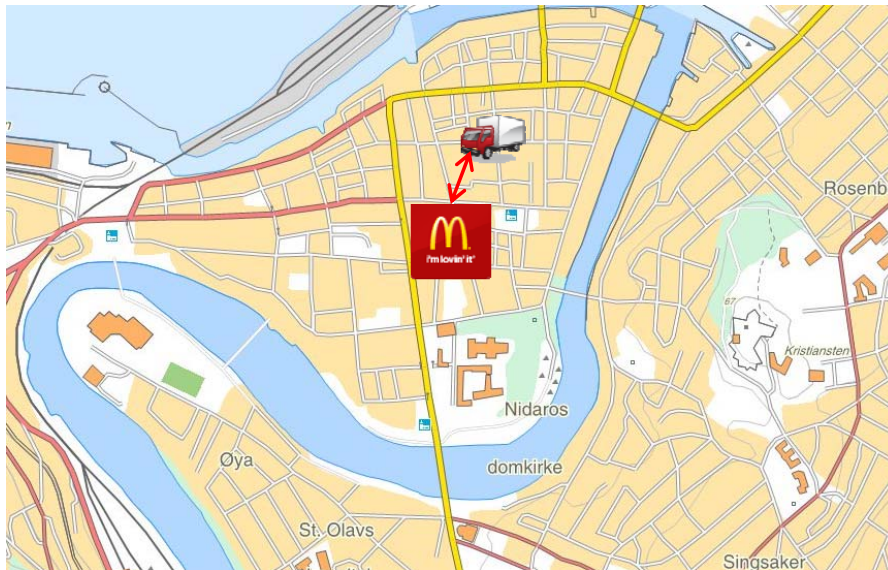 n
Rosenb
67
M
i'm lovin' it®
Kristiansten
Nidaros
domkirke
Øya
St. Olavs
Singsaker